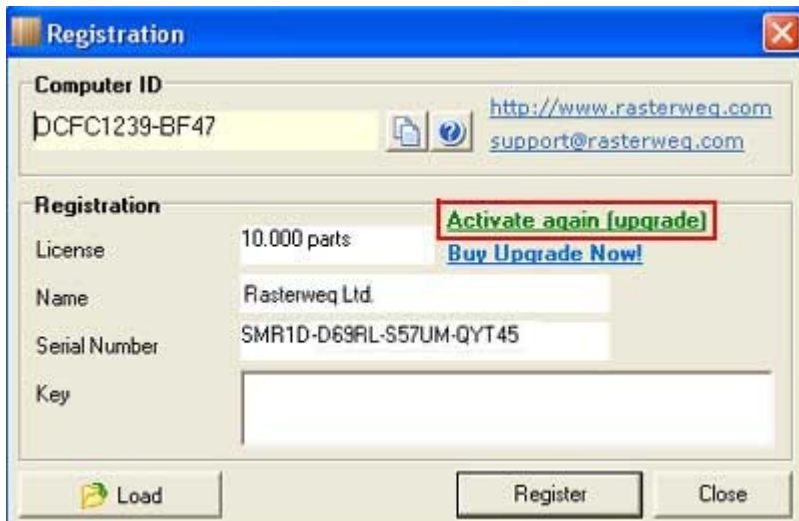 Registration
Computer ID
DCFC1239-BF47
http://www.rasterweq.com
support@rasterweq.com
Registration
Activate again (upgrade)
License
10.000 parts
Buy Upgrade Now!
Name
Rasterweq Ltd.
Serial Number
SMR1D-D69RL-S57UM-QYT45
Key
Load
Register
Close